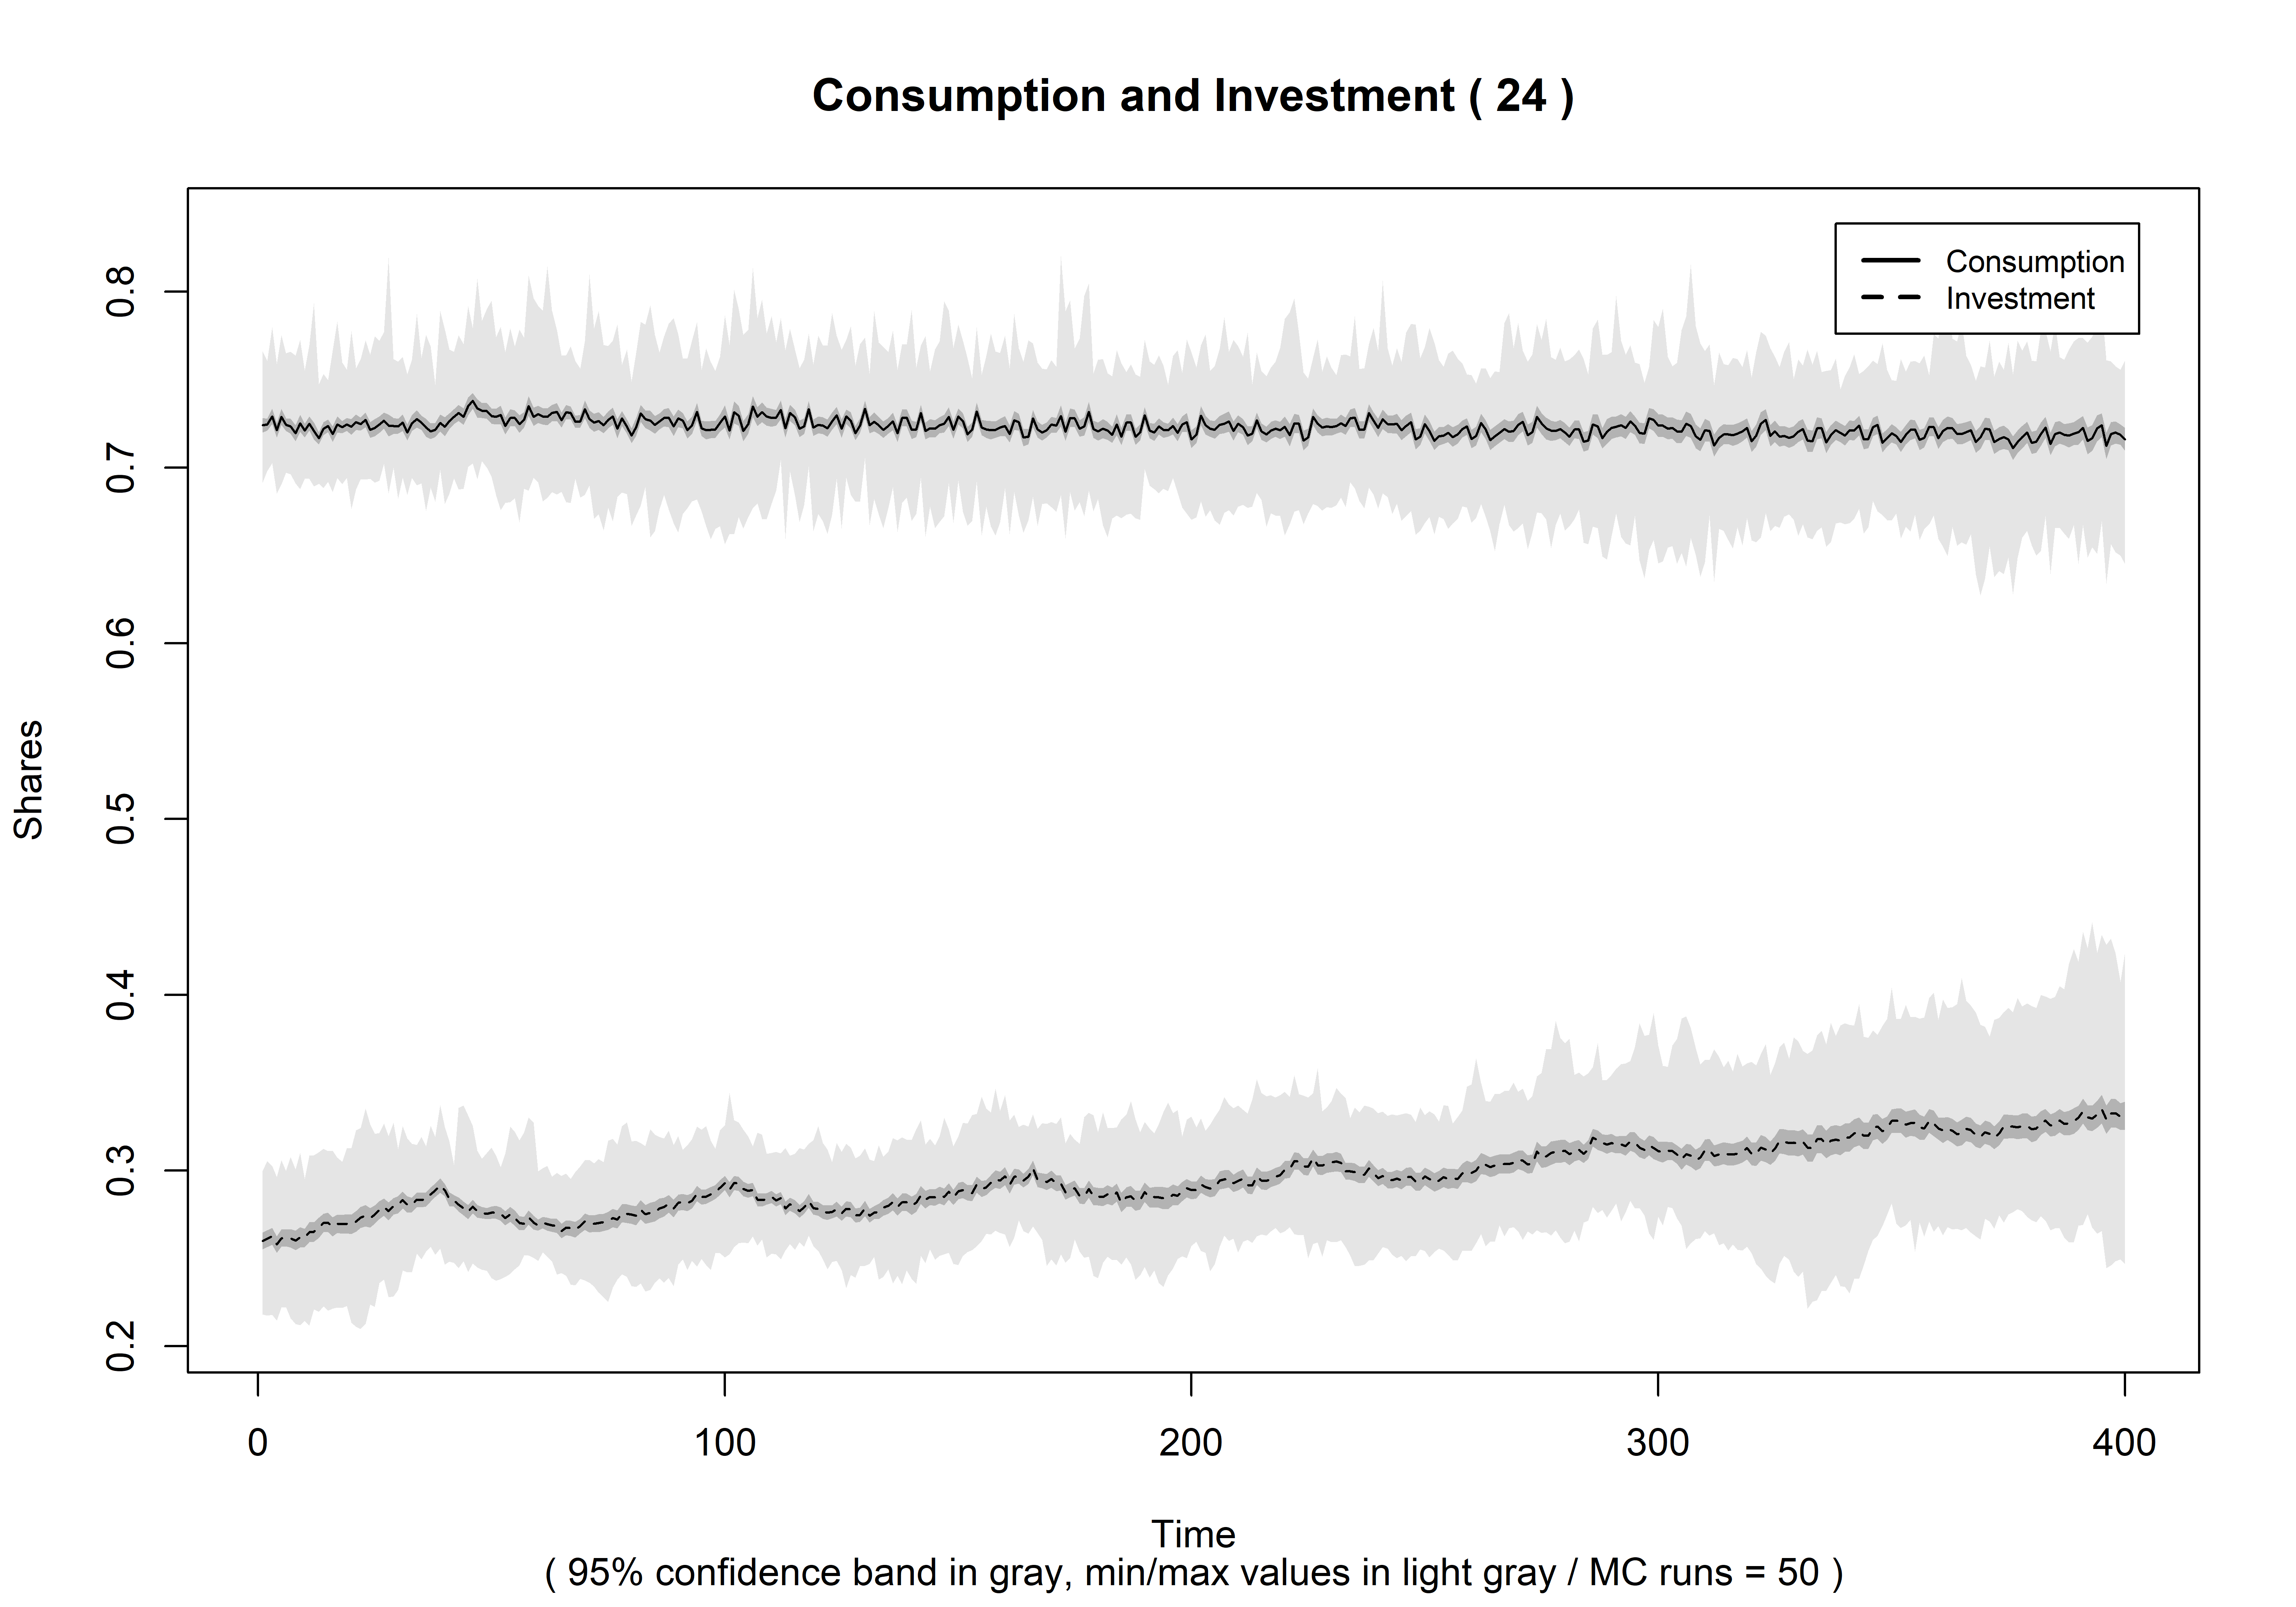 Consumption and Investment ( 24 )
Consumption
Investment
Shares
0.8
0.7
0.6
0.5
0.4
0.3
0.2
0
100
200
300
400
Time
( 95% confidence band in gray, min/max values in light gray / MC runs = 50 )